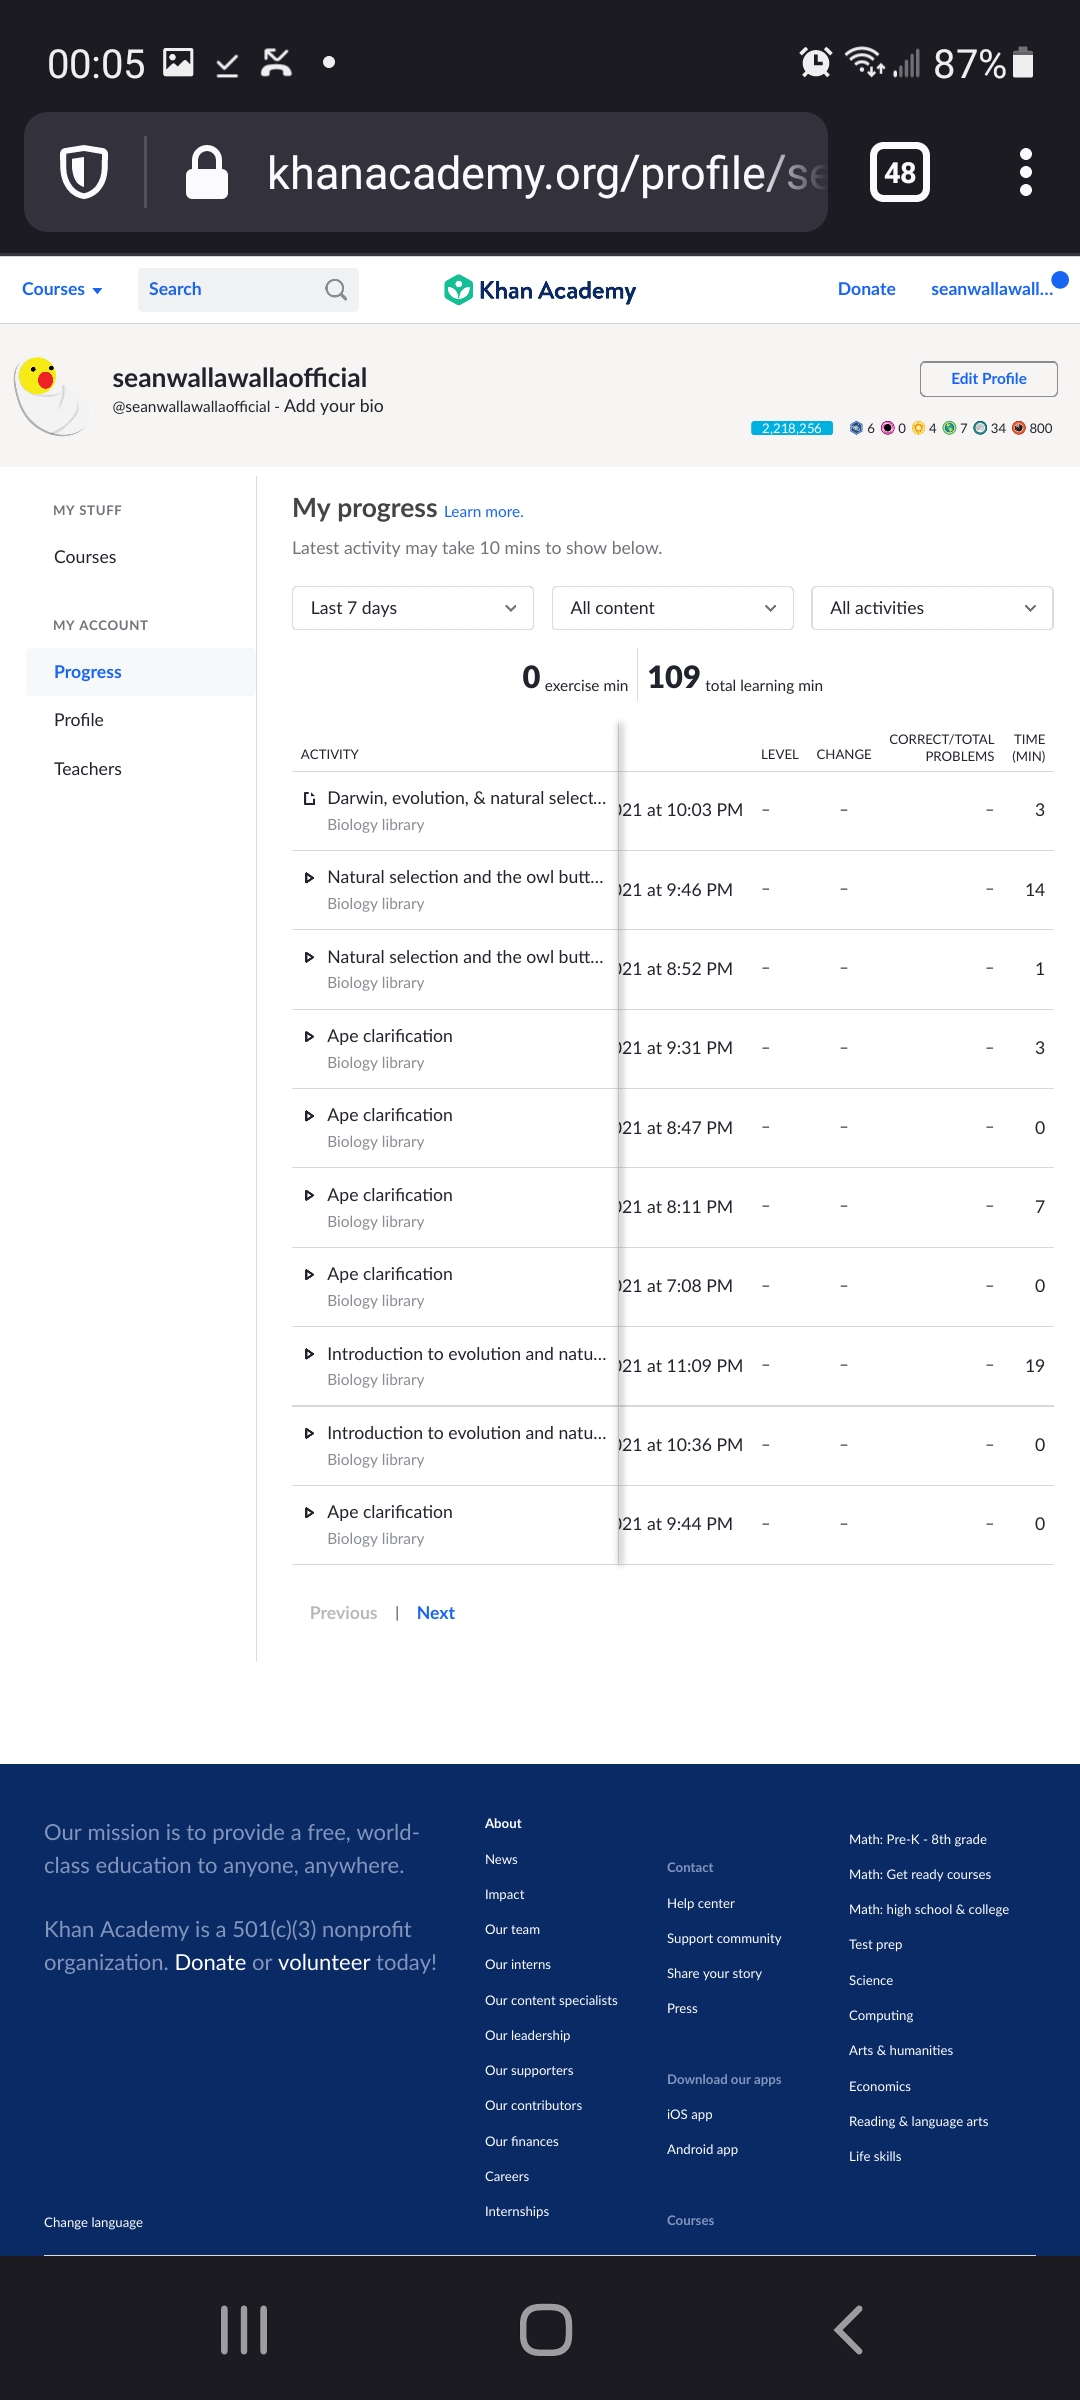 00:05
87%
khanacademy.org/profile/se
48
Courses
Search
Khan Academy
Donate
seanwallawall...
seanwallawallaofficial
@seanwallawallaofficial - Add your bio
Edit Profile
2,218,256 6 0 4 7 34 800
MY STUFF
Courses
MY ACCOUNT
Progress
Profile
Teachers
My progress Learn more.
Latest activity may take 10 mins to show below.
Last 7 days
All content
All activities
0 exercise min
109 total learning min
ACTIVITY LEVEL CHANGE CORRECT/TOTAL PROBLEMS TIME (MIN)
Darwin, evolution, & natural select... 021 at 10:03 PM – – – 3
Biology library
Natural selection and the owl butt... 021 at 9:46 PM – – – 14
Biology library
Natural selection and the owl butt... 021 at 8:52 PM – – – 1
Biology library
Ape clarification 021 at 9:31 PM – – – 3
Biology library
Ape clarification 021 at 8:47 PM – – – 0
Biology library
Ape clarification 021 at 8:11 PM – – – 7
Biology library
Ape clarification 021 at 7:08 PM – – – 0
Biology library
Introduction to evolution and natu... 021 at 11:09 PM – – – 19
Biology library
Introduction to evolution and natu... 021 at 10:36 PM – – – 0
Biology library
Ape clarification 021 at 9:44 PM – – – 0
Biology library
Previous | Next
Our mission is to provide a free, world-
class education to anyone, anywhere.
Khan Academy is a 501(c)(3) nonprofit
organization. Donate or volunteer today!
Change language
About
News
Impact
Our team
Our interns
Our content specialists
Our leadership
Our supporters
Our contributors
Our finances
Careers
Internships
Contact
Help center
Support community
Share your story
Press
Download our apps
iOS app
Android app
Courses
Math: Pre-K - 8th grade
Math: Get ready courses
Math: high school & college
Test prep
Science
Computing
Arts & humanities
Economics
Reading & language arts
Life skills